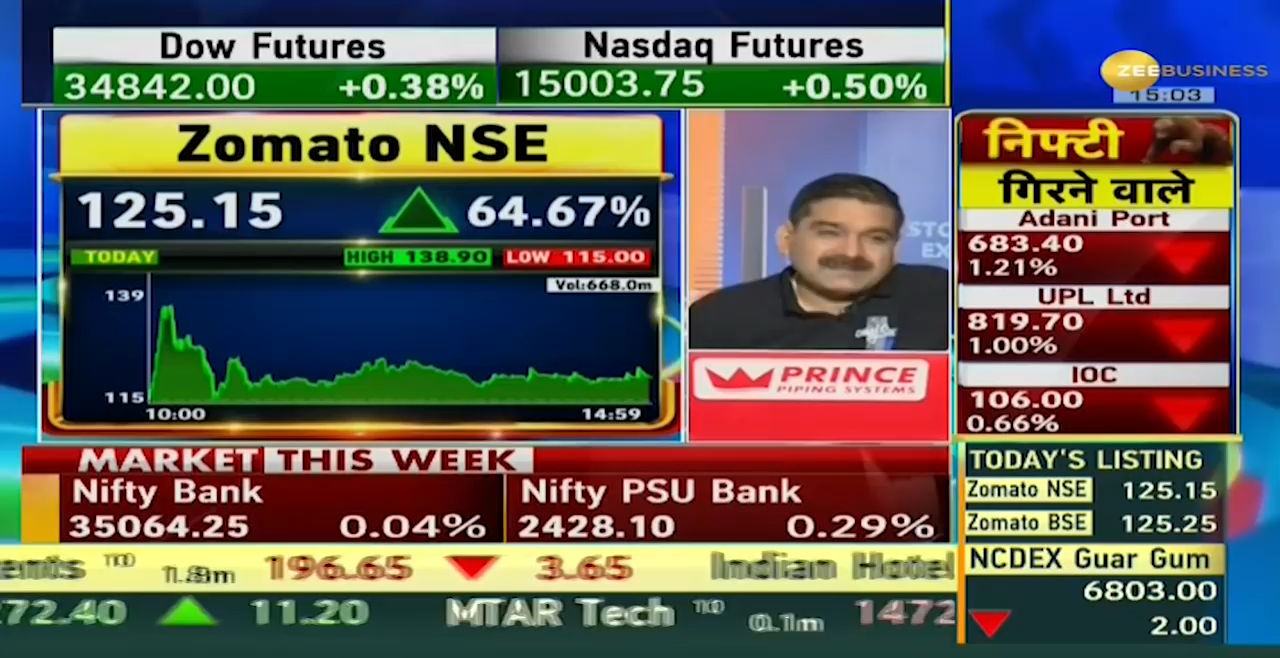 Dow Futures
34842.00 +0.38%
Nasdaq Futures
15003.75 +0.50%
ZEEBUSINESS
15:03
Zomato NSE
125.15 64.67%
TODAY HIGH 138.90 LOW 115.00
Vol:668.0m
139
115
10:00 14:59
PRINCE
PIPING SYSTEMS
निफ्टी
गिरने वाले
Adani Port
683.40
1.21%
UPL Ltd
819.70
1.00%
IOC
106.00
0.66%
MARKET THIS WEEK
Nifty Bank
35064.25 0.04%
Nifty PSU Bank
2428.10 0.29%
TODAY'S LISTING
Zomato NSE 125.15
Zomato BSE 125.25
NCDEX Guar Gum
6803.00
2.00
196.65 3.65 Indian Hotel
72.40 11.20 MTAR Tech TO 0.1m 1472